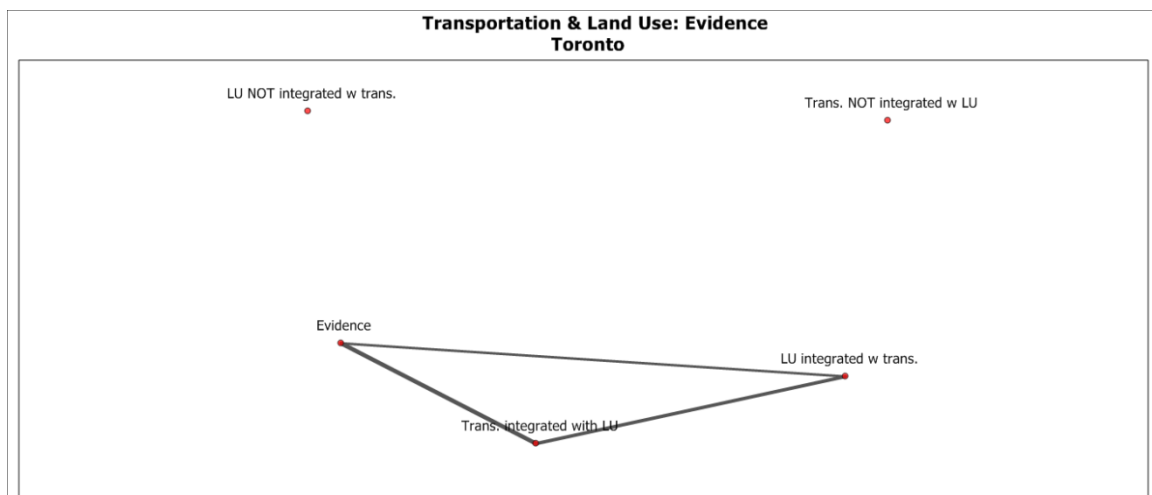 Transportation & Land Use: Evidence
Toronto
LU NOT integrated w trans.
Trans. NOT integrated w LU
Evidence
LU integrated w trans.
Trans. integrated with LU